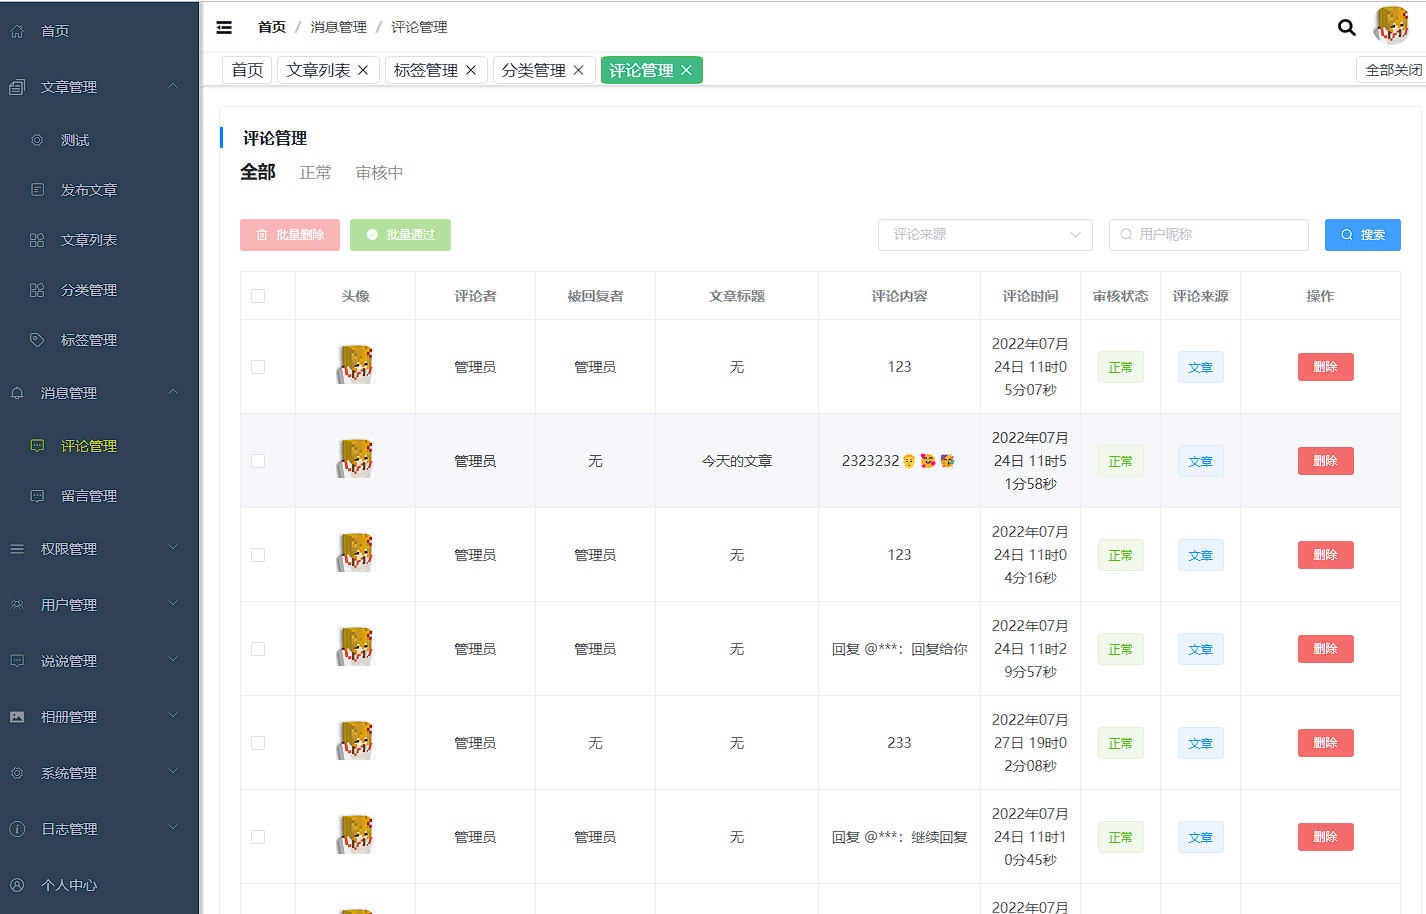 首页
文章管理
测试
发布文章
文章列表
分类管理
标签管理
消息管理
评论管理
留言管理
权限管理
用户管理
说说管理
相册管理
系统管理
日志管理
个人中心
首页 / 消息管理 / 评论管理
首页 文章列表 × 标签管理 × 分类管理 × 评论管理 × 全部关闭
评论管理
全部 正常 审核中
批量删除 批量通过 评论来源 用户昵称 搜索
头像 评论者 被回复者 文章标题 评论内容 评论时间 审核状态 评论来源 操作
管理员 管理员 无 123 2022年07月
24日 11时0
5分07秒 正常 文章 删除
管理员 无 今天的文章 2323232👴🥰🥳 2022年07月
24日 11时5
1分58秒 正常 文章 删除
管理员 管理员 无 123 2022年07月
24日 11时0
4分16秒 正常 文章 删除
管理员 管理员 无 回复 @***：回复给你 2022年07月
24日 11时2
9分57秒 正常 文章 删除
管理员 无 无 233 2022年07月
27日 19时0
2分08秒 正常 文章 删除
管理员 管理员 无 回复 @***：继续回复 2022年07月
24日 11时1
0分45秒 正常 文章 删除
2022年07月